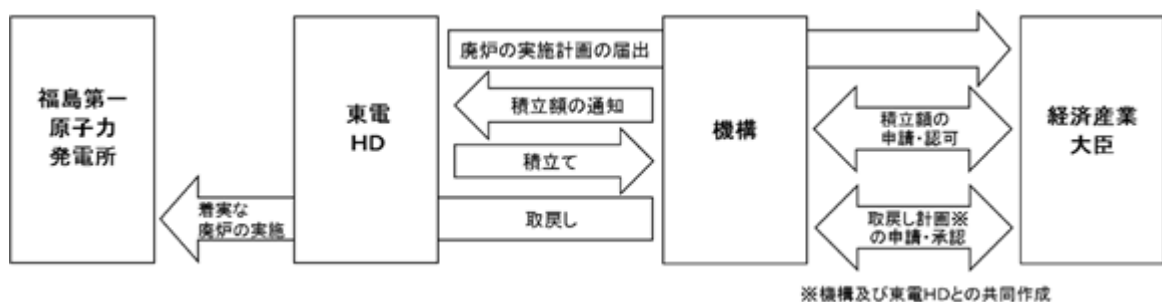 福島第一
原子力
発電所
東電
HD
機構
経済産業
大臣
廃炉の実施計画の届出
積立額の通知
積立て
取戻し
着実な
廃炉の実施
積立額の
申請・認可
取戻し計画※
の申請・承認
※機構及び東電HDとの共同作成